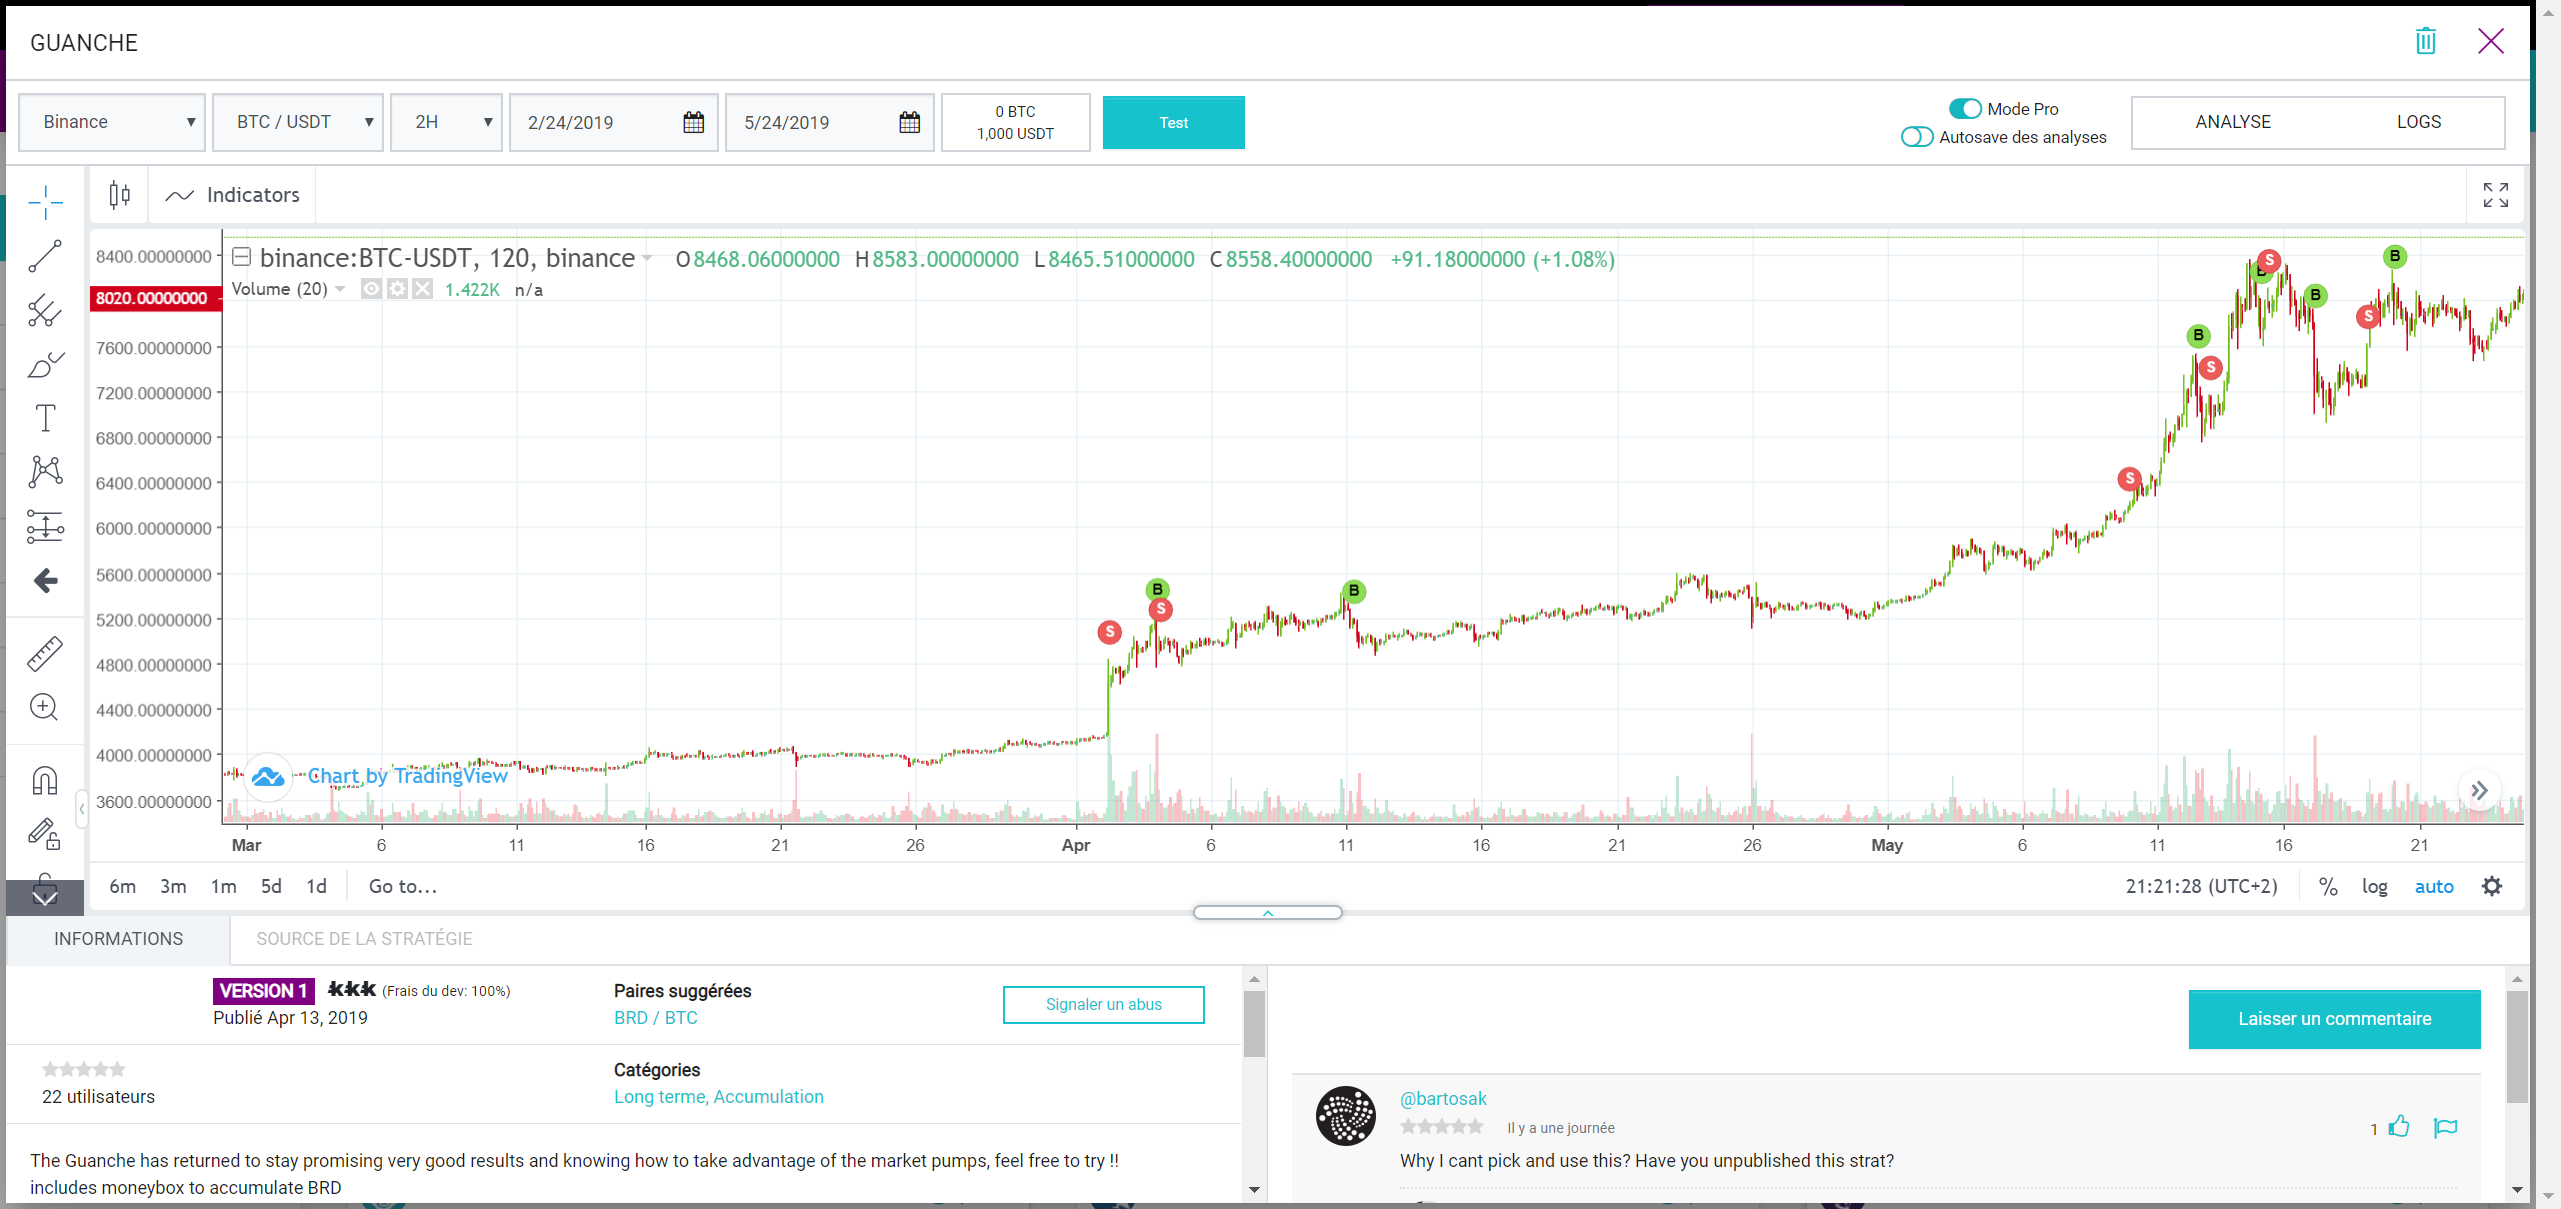 GUANCHE
Binance
BTC / USDT
2H
2/24/2019
5/24/2019
0 BTC
1,000 USDT
Test
Mode Pro
Autosave des analyses
ANALYSE
LOGS
Indicators
binance:BTC-USDT, 120, binance
O8468.06000000 H8583.00000000 L8465.51000000 C8558.40000000 +91.18000000 (+1.08%)
Volume (20) 1.422K n/a
8400.00000000
8020.00000000
7600.00000000
7200.00000000
6800.00000000
6400.00000000
6000.00000000
5600.00000000
5200.00000000
4800.00000000
4400.00000000
4000.00000000
3600.00000000
S
B
S
B
S
B
S
B
S
B
S
B
Chart by TradingView
Mar 6 11 16 21 26 Apr 6 11 16 21 26 May 6 11 16 21
6m 3m 1m 5d 1d Go to...
21:21:28 (UTC+2) % log auto
INFORMATIONS
SOURCE DE LA STRATÉGIE
VERSION 1
(Frais du dev: 100%)
Publié Apr 13, 2019
Paires suggérées
BRD / BTC
Signaler un abus
22 utilisateurs
Catégories
Long terme, Accumulation
The Guanche has returned to stay promising very good results and knowing how to take advantage of the market pumps, feel free to try !!
includes moneybox to accumulate BRD
Laisser un commentaire
@bartosak
Il y a une journée
1
Why I cant pick and use this? Have you unpublished this strat?